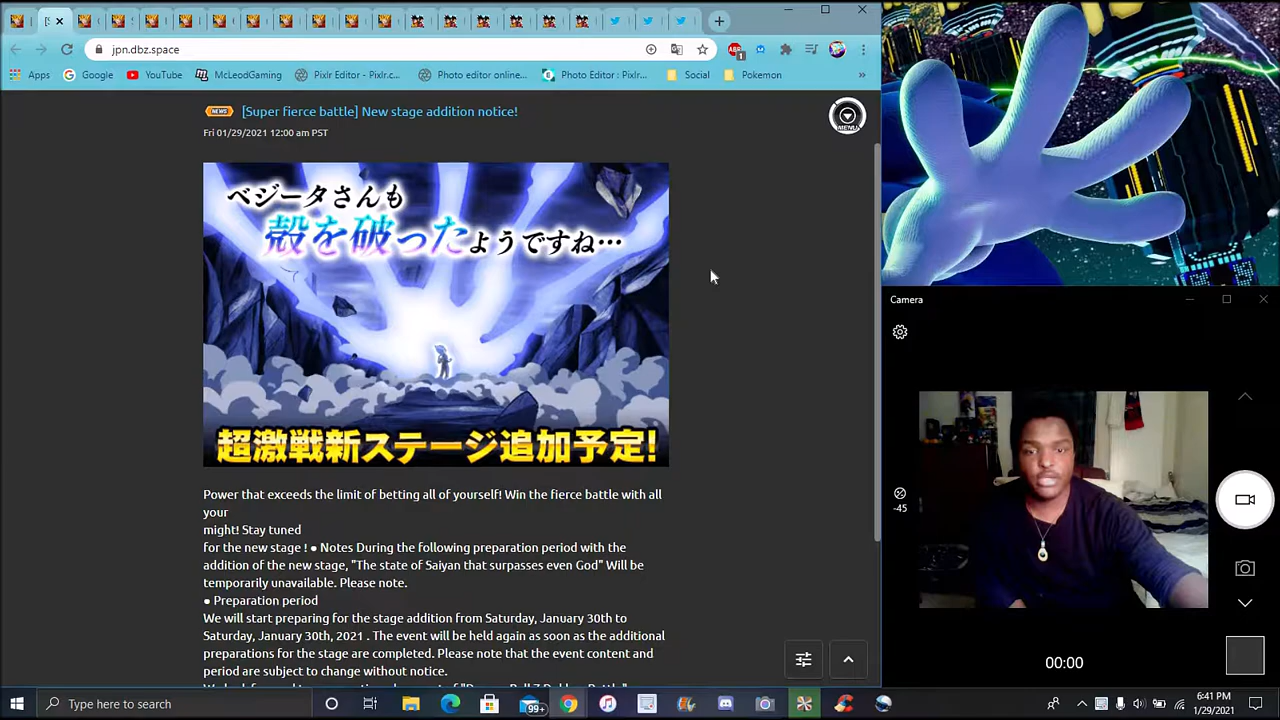 jpn.dbz.space
Apps
Google
YouTube
McLeodGaming
Pixlr Editor - Pixlr.c...
Photo editor online...
Photo Editor : Pixlr...
Social
Pokemon
»
NEWS
[Super fierce battle] New stage addition notice!
MENU
Fri 01/29/2021 12:00 am PST
ベジータさんも
殻を破ったようですね…
超激戦新ステージ追加予定!
Power that exceeds the limit of betting all of yourself! Win the fierce battle with all
your
might! Stay tuned
for the new stage ! ● Notes During the following preparation period with the
addition of the new stage, "The state of Saiyan that surpasses even God" Will be
temporarily unavailable. Please note.
● Preparation period
We will start preparing for the stage addition from Saturday, January 30th to
Saturday, January 30th, 2021 . The event will be held again as soon as the additional
preparations for the stage are completed. Please note that the event content and
period are subject to change without notice.
Camera
-45
00:00
Type here to search
99+
6:41 PM
1/29/2021